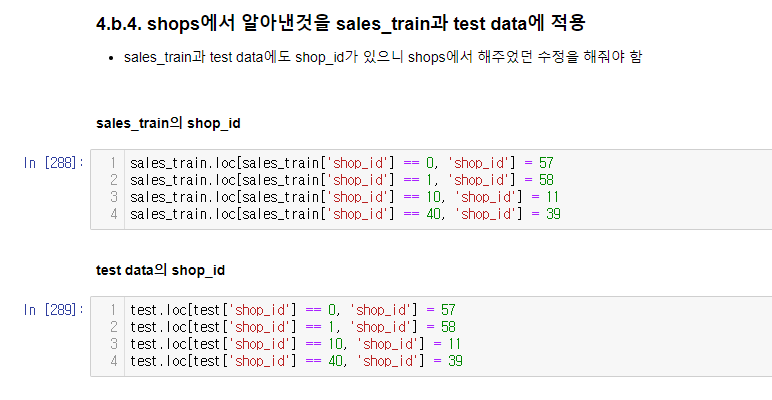 4.b.4. shops에서 알아낸것을 sales_train과 test data에 적용
• sales_train과 test data에도 shop_id가 있으니 shops에서 해주었던 수정을 해줘야 함
sales_train의 shop_id
In [288]:
1 sales_train.loc[sales_train['shop_id'] == 0, 'shop_id'] = 57
2 sales_train.loc[sales_train['shop_id'] == 1, 'shop_id'] = 58
3 sales_train.loc[sales_train['shop_id'] == 10, 'shop_id'] = 11
4 sales_train.loc[sales_train['shop_id'] == 40, 'shop_id'] = 39
test data의 shop_id
In [289]:
1 test.loc[test['shop_id'] == 0, 'shop_id'] = 57
2 test.loc[test['shop_id'] == 1, 'shop_id'] = 58
3 test.loc[test['shop_id'] == 10, 'shop_id'] = 11
4 test.loc[test['shop_id'] == 40, 'shop_id'] = 39